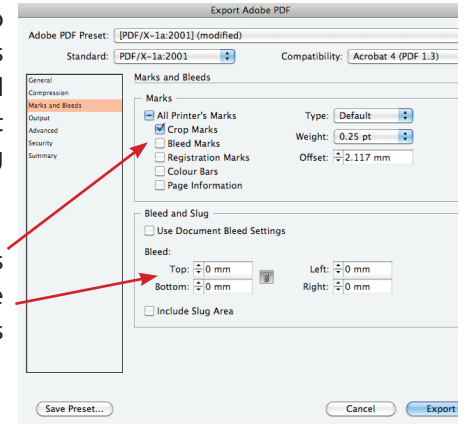 Export Adobe PDF
Adobe PDF Preset: [PDF/X-1a:2001] (modified)
Standard: PDF/X-1a:2001 Compatibility: Acrobat 4 (PDF 1.3)
General
Compression
Marks and Bleeds
Output
Advanced
Security
Summary
Marks and Bleeds
Marks
All Printer's Marks Type: Default
Crop Marks Weight: 0.25 pt
Bleed Marks Offset: 2.117 mm
Registration Marks
Colour Bars
Page Information
Bleed and Slug
Use Document Bleed Settings
Bleed:
Top: 0 mm Left: 0 mm
Bottom: 0 mm Right: 0 mm
Include Slug Area
Save Preset... Cancel Export